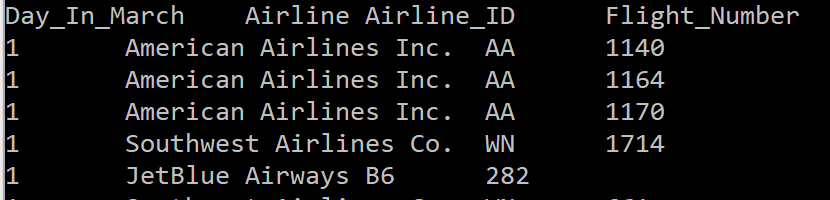 Day_In_March Airline Airline_ID Flight_Number
1 American Airlines Inc. AA 1140
1 American Airlines Inc. AA 1164
1 American Airlines Inc. AA 1170
1 Southwest Airlines Co. WN 1714
1 JetBlue Airways B6 282